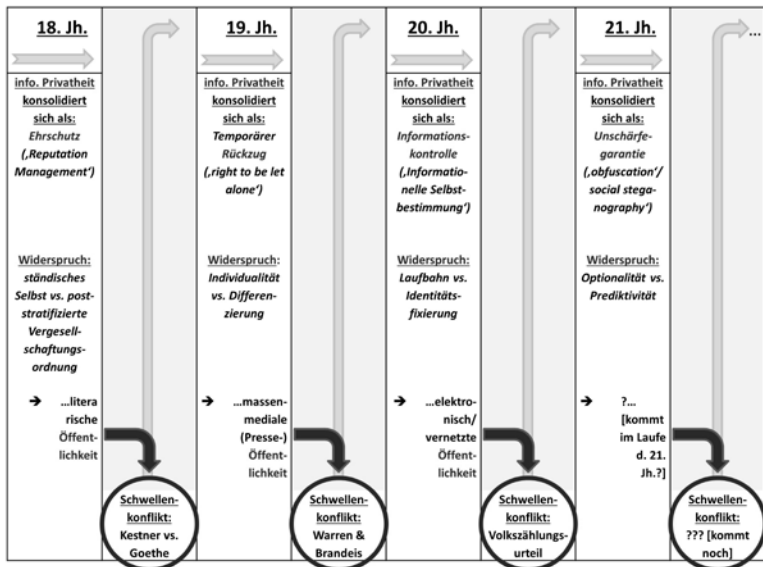 18. Jh.
info. Privatheit
konsolidiert
sich als:
Ehrschutz
(‚Reputation
Management‘)
Widerspruch:
ständisches
Selbst vs. post-
stratifizierte
Vergesell-
schaftungs-
ordnung
➔ …litera
rische
Öffent-
lichkeit
Schwellen-
konflikt:
Kestner vs.
Goethe
19. Jh.
info. Privatheit
konsolidiert
sich als:
Temporärer
Rückzug
(‚right to be let
alone‘)
Widerspruch:
Individualität
vs. Differen-
zierung
➔ …massen-
mediale
(Presse-)
Öffent-
lichkeit
Schwellen-
konflikt:
Warren &
Brandeis
20. Jh.
info. Privatheit
konsolidiert
sich als:
Informations-
kontrolle
(‚Informatio-
nelle Selbst-
bestimmung‘)
Widerspruch:
Laufbahn vs.
Identitäts-
fixierung
➔ …elektro-
nisch/
vernetzte
Öffent-
lichkeit
Schwellen-
konflikt:
Volkszählungs-
urteil
21. Jh.
info. Privatheit
konsolidiert
sich als:
Unschärfe-
garantie
(‚obfuscation‘/
social stega-
nography‘)
Widerspruch:
Optionalität vs.
Prediktivität
➔ ?…
[kommt
im Laufe
d. 21.
Jh.?]
Schwellen-
konflikt:
??? [kommt
noch]
…